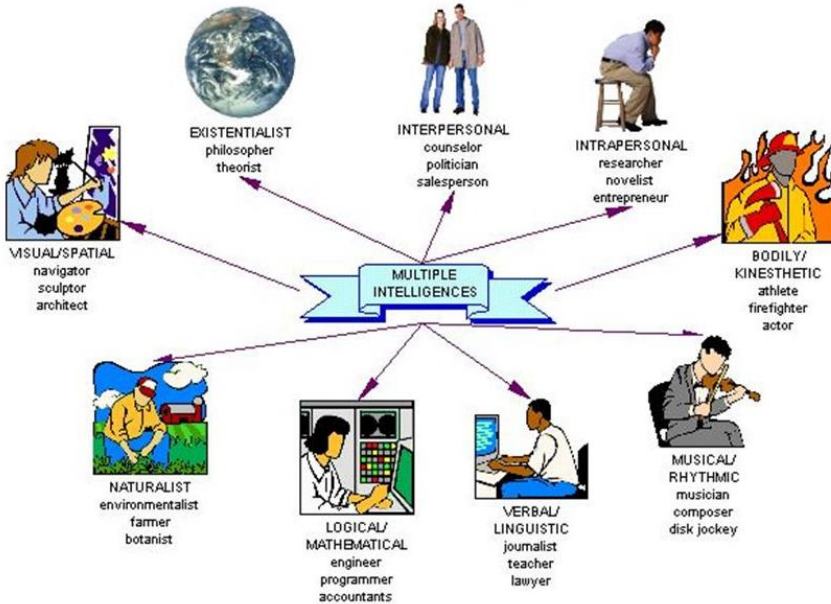 EXISTENTIALIST
philosopher
theorist
INTERPERSONAL
counselor
politician
salesperson
INTRAPERSONAL
researcher
novelist
entrepreneur
VISUAL/SPATIAL
navigator
sculptor
architect
MULTIPLE
INTELLIGENCES
BODILY/
KINESTHETIC
athlete
firefighter
actor
NATURALIST
environmentalist
farmer
botanist
LOGICAL/
MATHEMATICAL
engineer
programmer
accountants
VERBAL/
LINGUISTIC
journalist
teacher
lawyer
MUSICAL/
RHYTHMIC
musician
composer
disk jockey